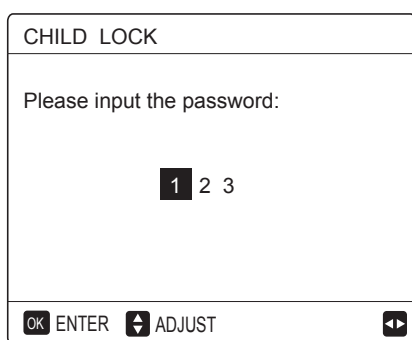 CHILD LOCK
Please input the password:
1 2 3
OK ENTER ADJUST